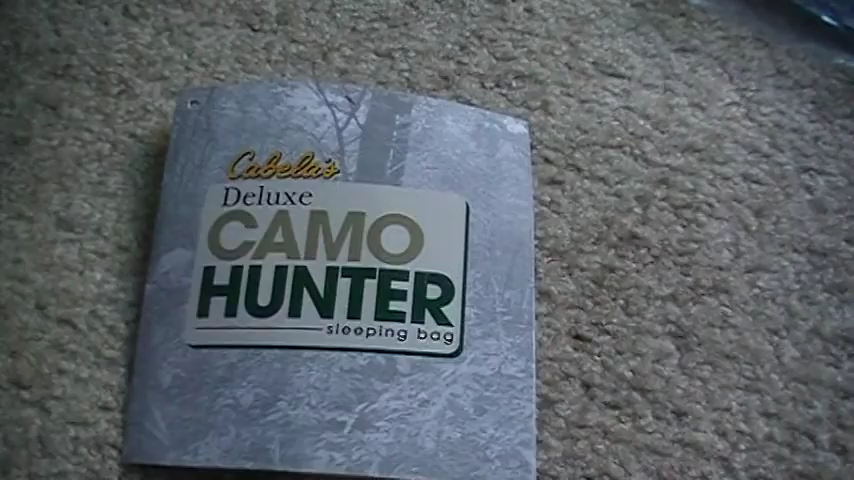 Cabela's
Deluxe
CAMO
HUNTER
sleeping bag